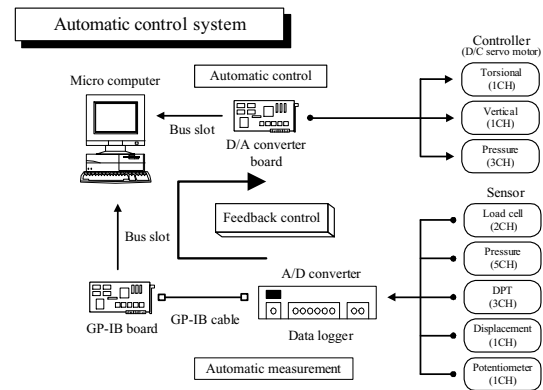 Automatic control system
Controller
(D/C servo motor)
Automatic control
Micro computer
Torsional
(1CH)
Bus slot
Vertical
(1CH)
D/A converter
board
Pressure
(3CH)
Sensor
Feedback control
Load cell
(2CH)
Bus slot
Pressure
(5CH)
A/D converter
DPT
(3CH)
GP-IB board
GP-IB cable
Data logger
Displacement
(1CH)
Automatic measurement
Potentiometer
(1CH)